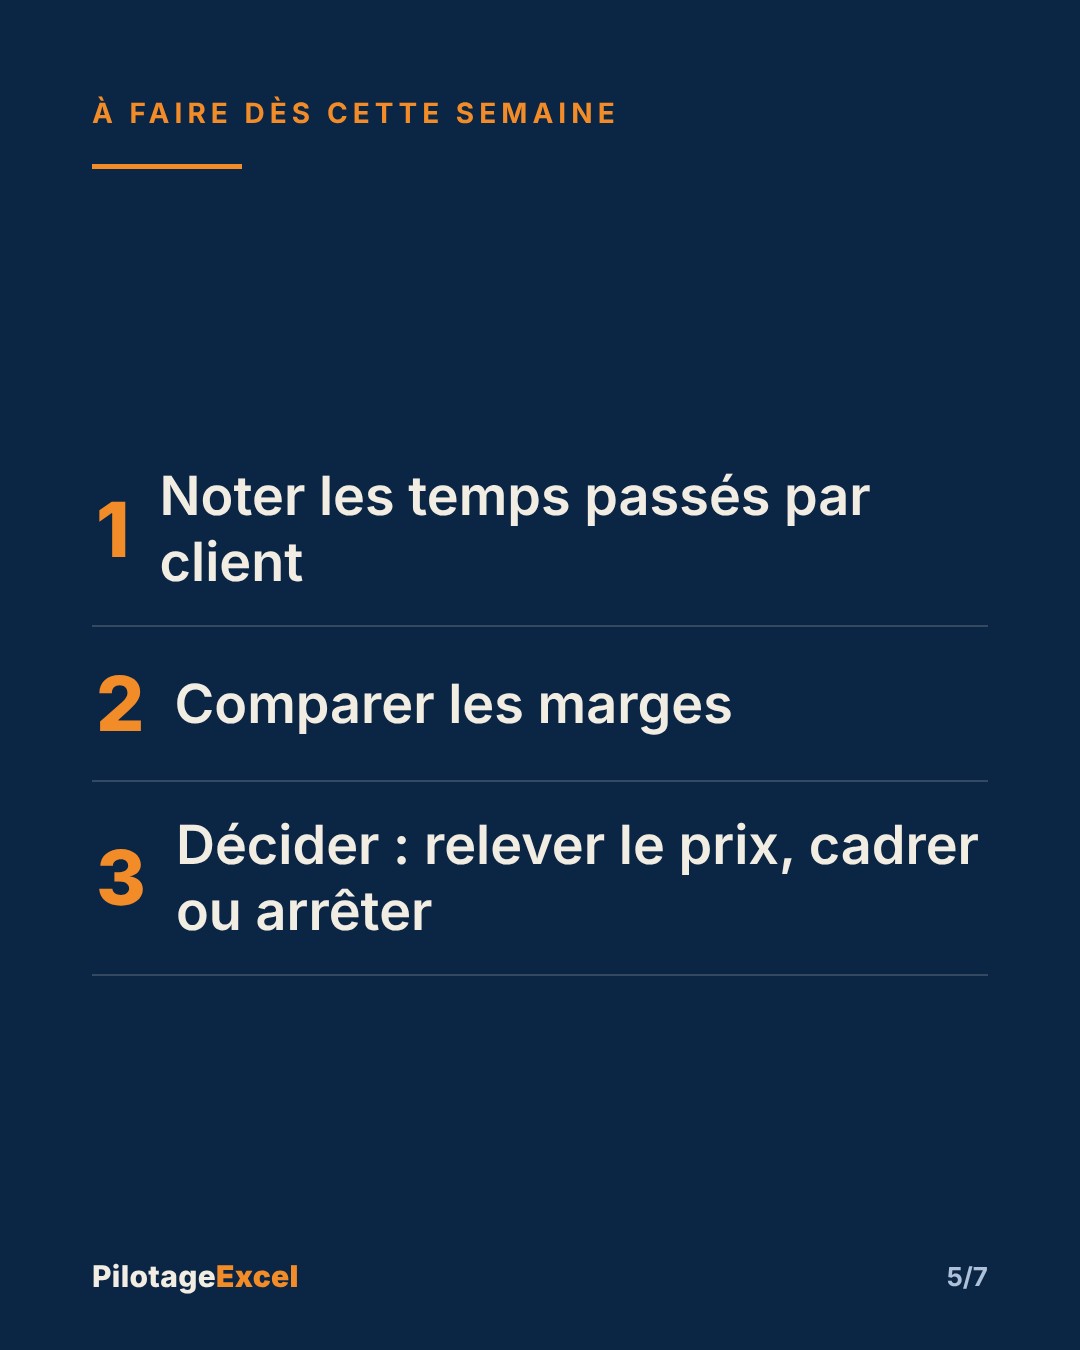 À FAIRE DÈS CETTE SEMAINE
1 Noter les temps passés par
client
2 Comparer les marges
3 Décider : relever le prix, cadrer
ou arrêter
PilotageExcel
5/7